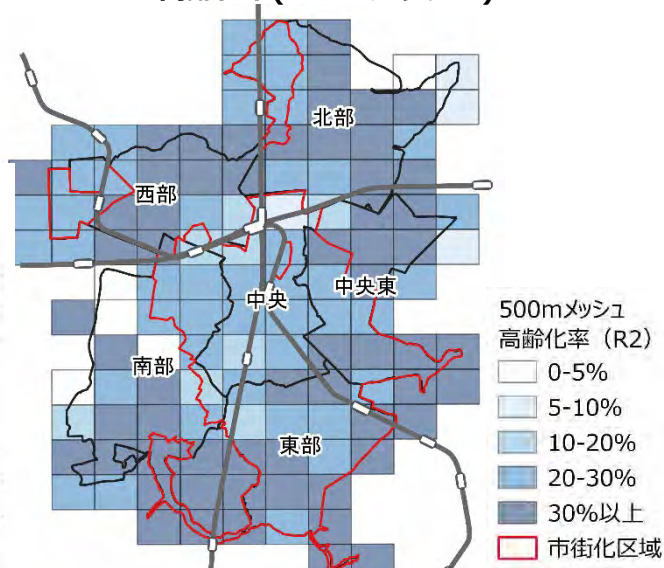 北部
西部
中央
中央東
南部
東部
500mメッシュ
高齢化率（R2）
0-5%
5-10%
10-20%
20-30%
30%以上
市街化区域